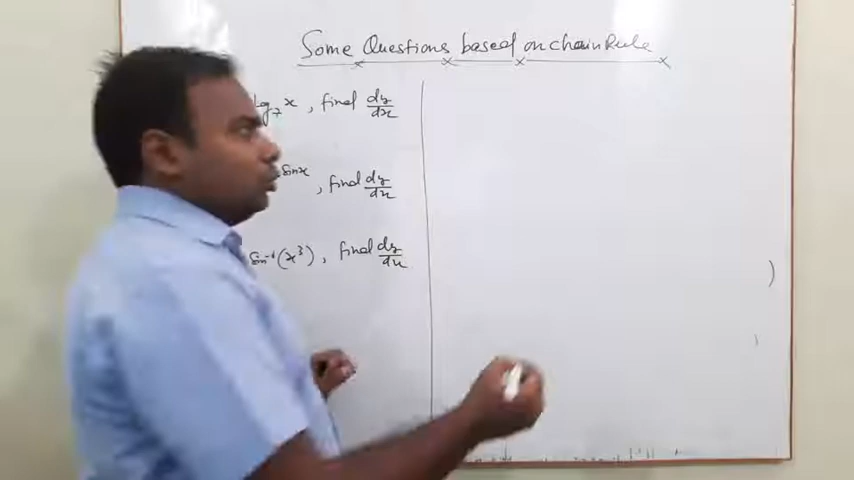 Some Questions based on chain Rule
log₇ x , find dy/dx
sinx , find dy/dx
sin⁻¹(x³) , find dy/dx